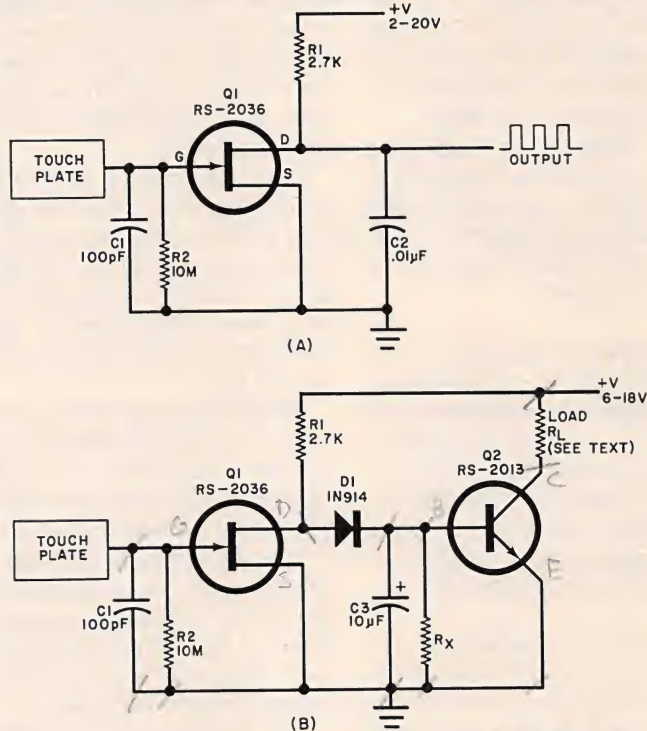 +V
2-20V
R1
2.7K
Q1
RS-2036
TOUCH
PLATE
G
D
S
OUTPUT
C1
100pF
R2
10M
C2
.01µF
(A)
+V
6-18V
R1
2.7K
LOAD
RL
(SEE TEXT)
Q1
RS-2036
D1
1N914
Q2
RS-2013
TOUCH
PLATE
G
D
S
B
C
E
C1
100pF
R2
10M
C3
10µF
+
RX
(B)